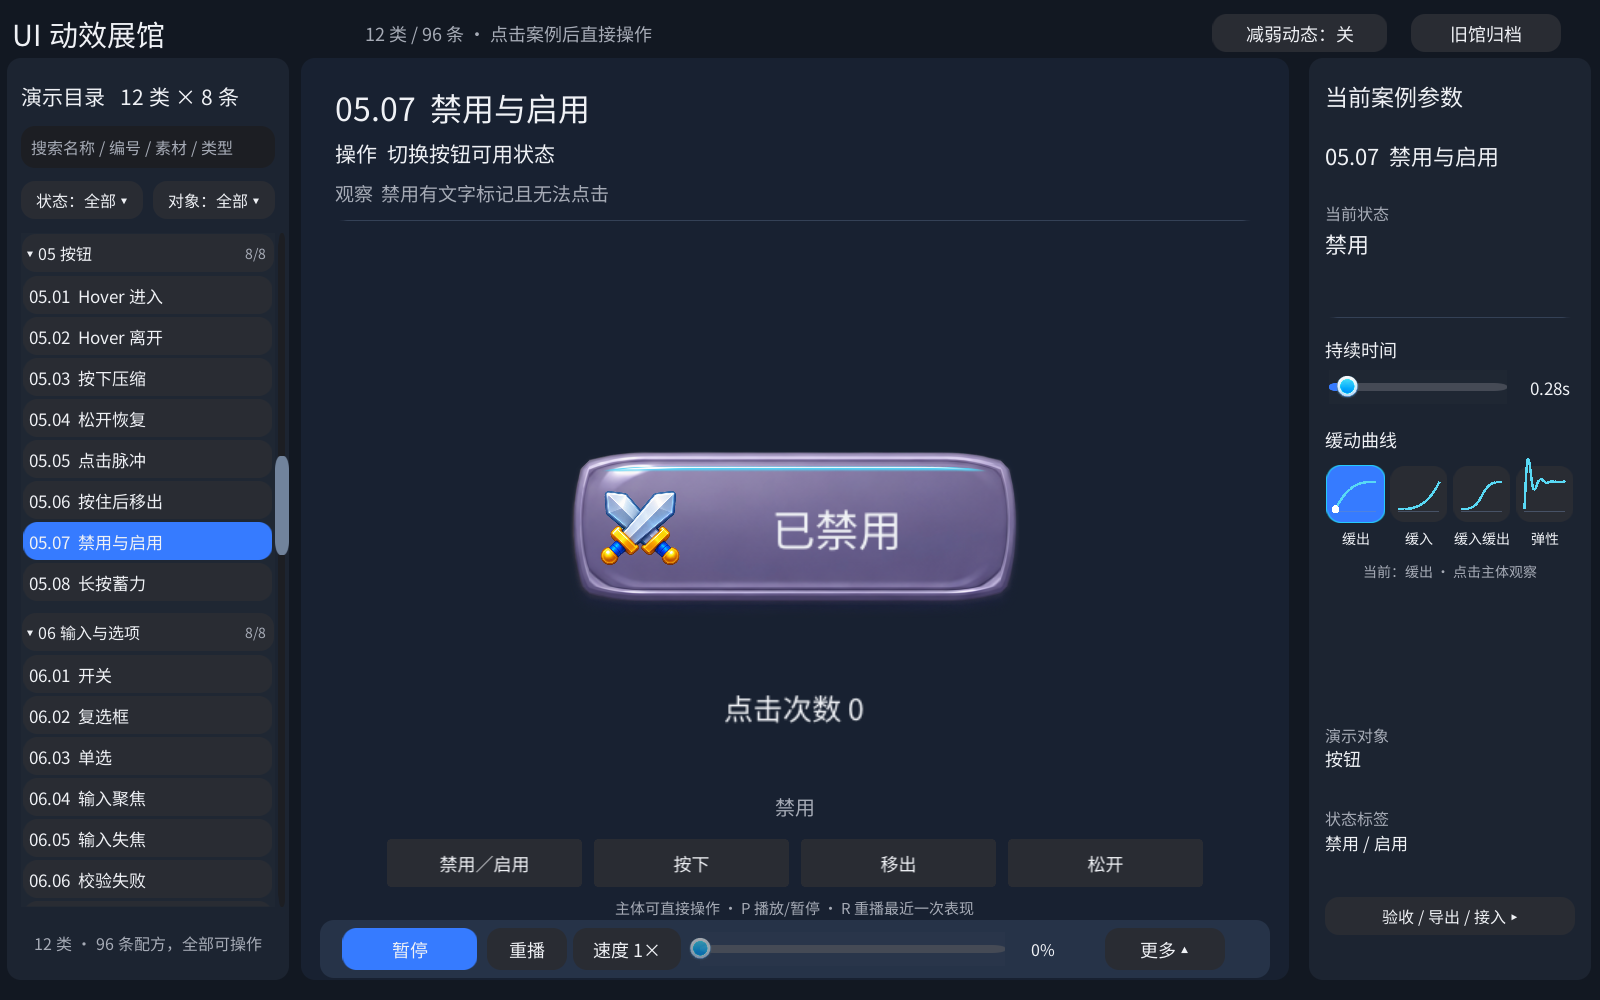 UI 动效展馆
12 类 / 96 条 · 点击案例后直接操作
减弱动态：关
旧馆归档
演示目录 12 类 × 8 条
搜索名称 / 编号 / 素材 / 类型
状态：全部 ▾
对象：全部 ▾
▾ 05 按钮 8/8
05.01 Hover 进入
05.02 Hover 离开
05.03 按下压缩
05.04 松开恢复
05.05 点击脉冲
05.06 按住后移出
05.07 禁用与启用
05.08 长按蓄力
▾ 06 输入与选项 8/8
06.01 开关
06.02 复选框
06.03 单选
06.04 输入聚焦
06.05 输入失焦
06.06 校验失败
12 类 · 96 条配方，全部可操作
05.07 禁用与启用
操作 切换按钮可用状态
观察 禁用有文字标记且无法点击
已禁用
点击次数 0
禁用
禁用／启用
按下
移出
松开
主体可直接操作 · P 播放/暂停 · R 重播最近一次表现
暂停
重播
速度 1×
0%
更多 ▴
当前案例参数
05.07 禁用与启用
当前状态
禁用
持续时间
0.28s
缓动曲线
缓出
缓入
缓入缓出
弹性
当前：缓出 · 点击主体观察
演示对象
按钮
状态标签
禁用 / 启用
验收 / 导出 / 接入 ▸